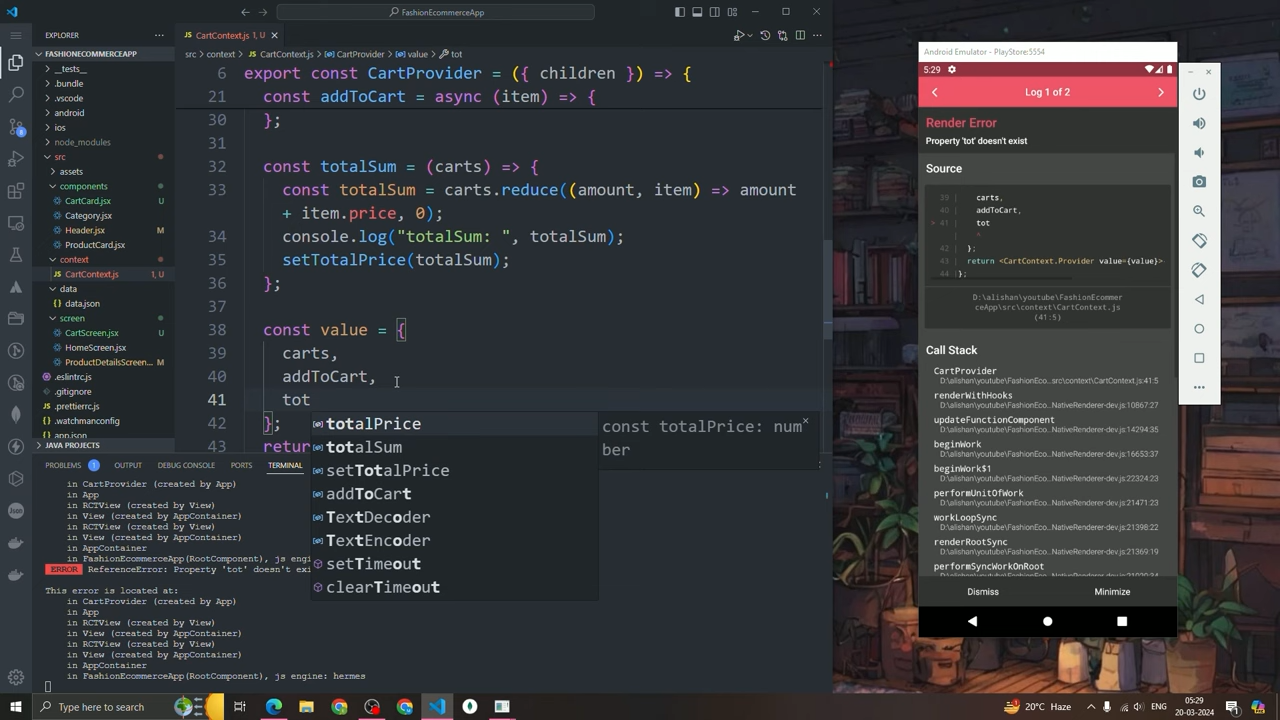 FashionEcommerceApp
EXPLORER
FASHIONECOMMERCEAPP
__tests__
.bundle
.vscode
android
ios
node_modules
src
assets
components
CartCard.jsx U
Category.jsx
Header.jsx M
ProductCard.jsx
context
CartContext.js 1, U
data
data.json
screen
CartScreen.jsx U
HomeScreen.jsx
ProductDetailsScreen... M
.eslintrc.js
.gitignore
.prettierrc.js
.watchmanconfig
app.json
JAVA PROJECTS
CartContext.js 1, U
src > context > CartContext.js > CartProvider > value > tot
6 export const CartProvider = ({ children }) => {
21 const addToCart = async (item) => {
30 };
31
32 const totalSum = (carts) => {
33 const totalSum = carts.reduce((amount, item) => amount
+ item.price, 0);
34 console.log("totalSum: ", totalSum);
35 setTotalPrice(totalSum);
36 };
37
38 const value = {
39 carts,
40 addToCart,
41 tot
42 };
43 return
totalPrice
totalSum
setTotalPrice
addToCart
TextDecoder
TextEncoder
setTimeout
clearTimeout
const totalPrice: num
ber
PROBLEMS 1 OUTPUT DEBUG CONSOLE PORTS TERMINAL
in CartProvider (created by App)
in App
in RCTView (created by View)
in View (created by AppContainer)
in RCTView (created by View)
in View (created by AppContainer)
in AppContainer
in FashionEcommerceApp(RootComponent), js engi
ERROR ReferenceError: Property 'tot' doesn't exi
This error is located at:
in CartProvider (created by App)
in App
in RCTView (created by View)
in View (created by AppContainer)
in RCTView (created by View)
in View (created by AppContainer)
in AppContainer
in FashionEcommerceApp(RootComponent), js engine: hermes
Android Emulator - PlayStore:5554
5:29
Log 1 of 2
Render Error
Property 'tot' doesn't exist
Source
39 | carts,
40 | addToCart,
> 41 | tot
| ^
42 | };
43 | return <CartContext.Provider value={value}>
44 | };
D:\alishan\youtube\FashionEcommer
ceApp\src\context\CartContext.js
(41:5)
Call Stack
CartProvider
D:\alishan\youtube\FashionEco...src\context\CartContext.js:41:5
renderWithHooks
D:\alishan\youtube\FashionEco...NativeRenderer-dev.js:10867:27
updateFunctionComponent
D:\alishan\youtube\FashionEco...NativeRenderer-dev.js:14294:35
beginWork
D:\alishan\youtube\FashionEco...NativeRenderer-dev.js:16653:37
beginWork$1
D:\alishan\youtube\FashionEco...NativeRenderer-dev.js:22324:23
performUnitOfWork
D:\alishan\youtube\FashionEco...NativeRenderer-dev.js:21471:23
workLoopSync
D:\alishan\youtube\FashionEco...NativeRenderer-dev.js:21398:22
renderRootSync
D:\alishan\youtube\FashionEco...NativeRenderer-dev.js:21369:19
performSyncWorkOnRoot
Dismiss Minimize
Type here to search
20°C Haze
ENG
05:29
20-03-2024